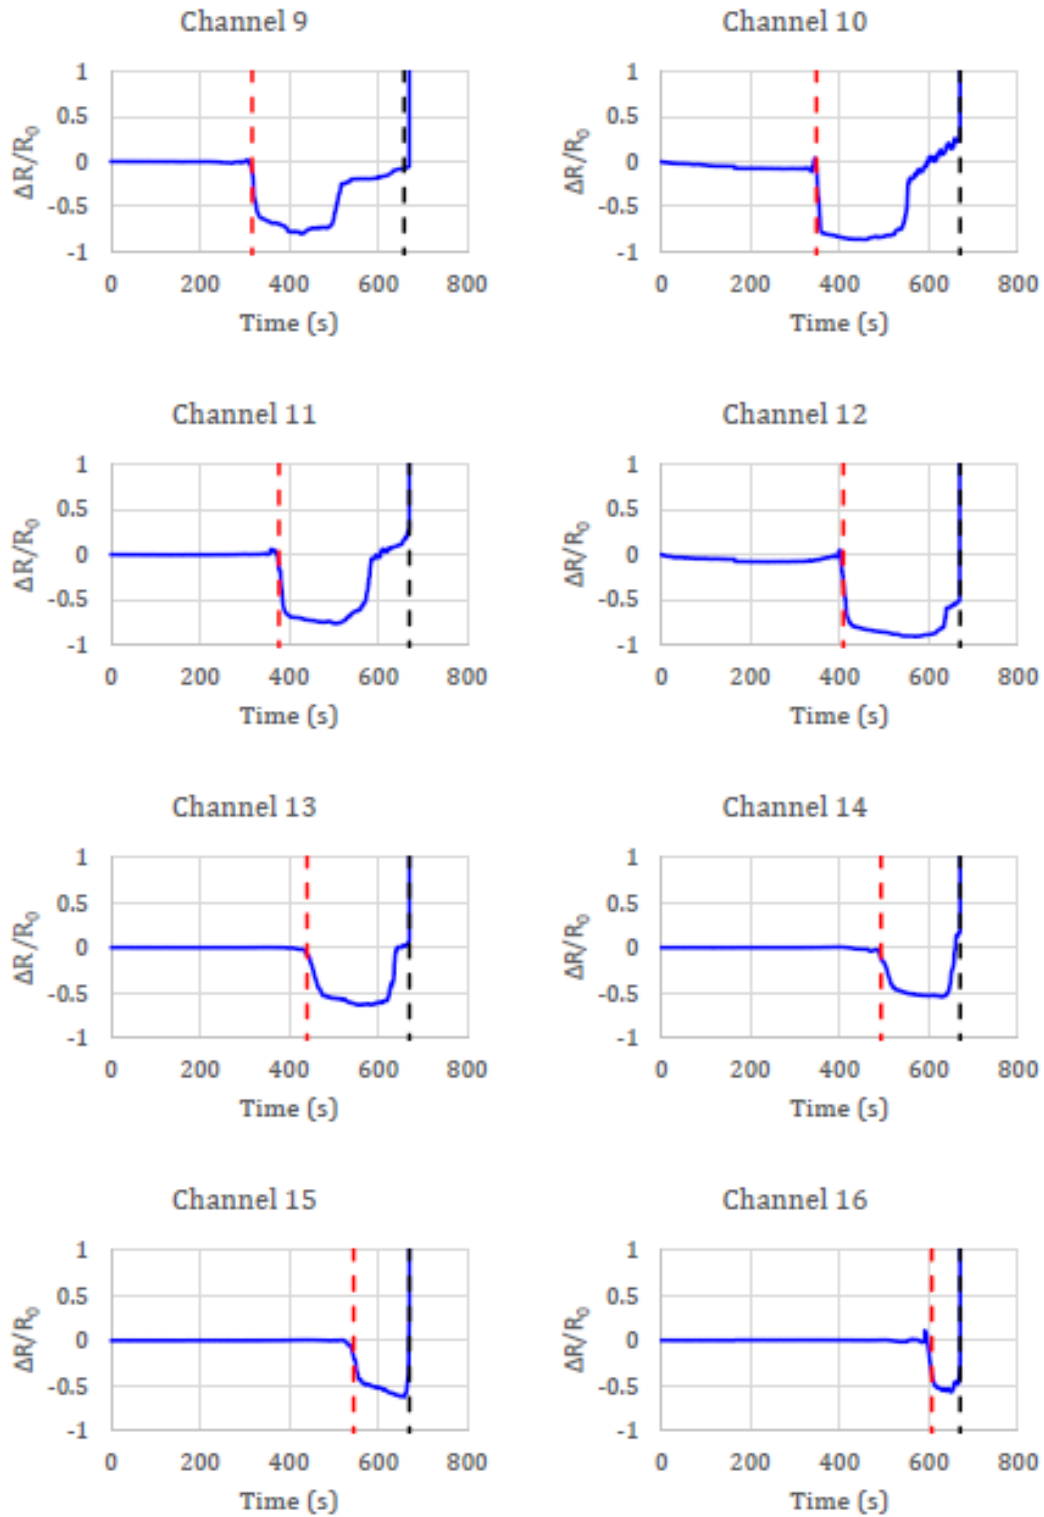 Channel 9
1
0.5
0
-0.5
-1
ΔR/R₀
0 200 400 600 800
Time (s)
Channel 10
1
0.5
0
-0.5
-1
ΔR/R₀
0 200 400 600 800
Time (s)
Channel 11
1
0.5
0
-0.5
-1
ΔR/R₀
0 200 400 600 800
Time (s)
Channel 12
1
0.5
0
-0.5
-1
ΔR/R₀
0 200 400 600 800
Time (s)
Channel 13
1
0.5
0
-0.5
-1
ΔR/R₀
0 200 400 600 800
Time (s)
Channel 14
1
0.5
0
-0.5
-1
ΔR/R₀
0 200 400 600 800
Time (s)
Channel 15
1
0.5
0
-0.5
-1
ΔR/R₀
0 200 400 600 800
Time (s)
Channel 16
1
0.5
0
-0.5
-1
ΔR/R₀
0 200 400 600 800
Time (s)